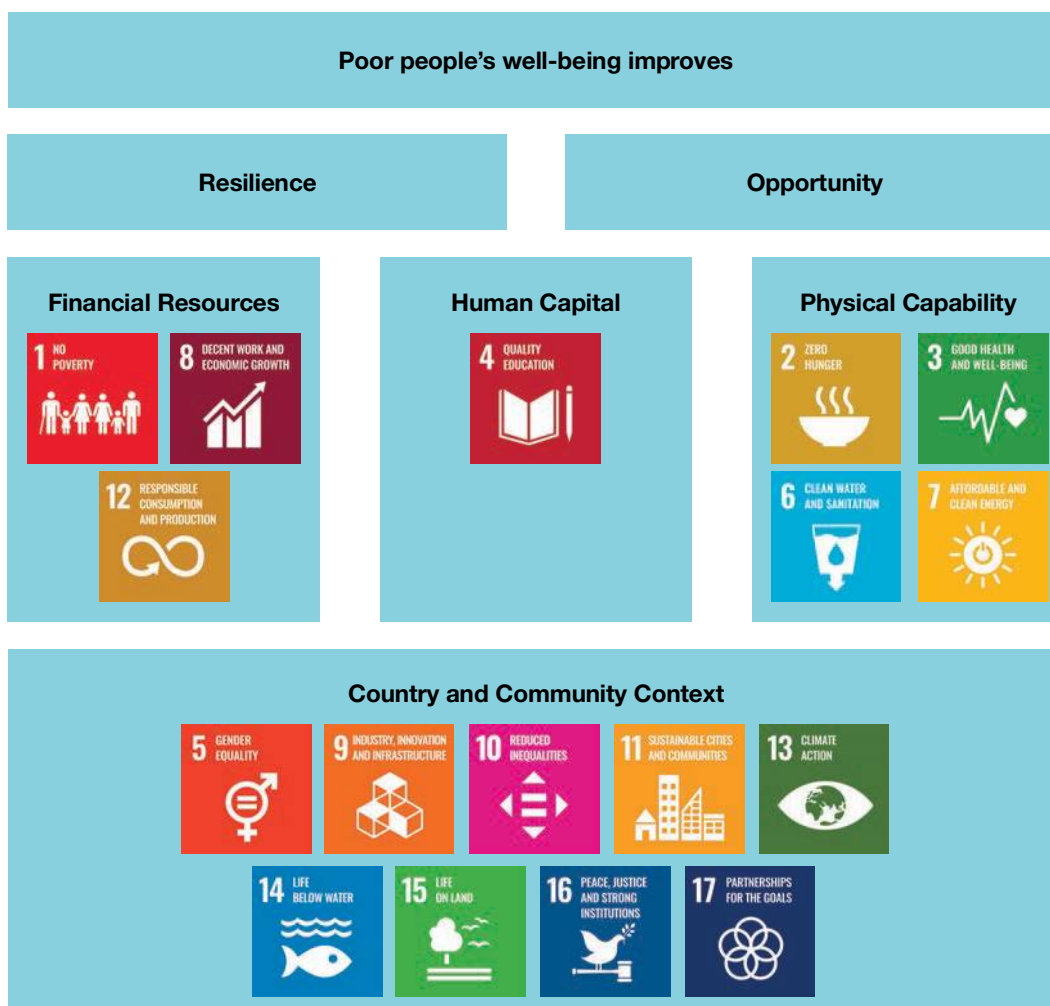 Poor people’s well-being improves
Resilience
Opportunity
Financial Resources
1 NO
POVERTY
8 DECENT WORK AND
ECONOMIC GROWTH
12 RESPONSIBLE
CONSUMPTION
AND PRODUCTION
Human Capital
4 QUALITY
EDUCATION
Physical Capability
2 ZERO
HUNGER
3 GOOD HEALTH
AND WELL-BEING
6 CLEAN WATER
AND SANITATION
7 AFFORDABLE AND
CLEAN ENERGY
Country and Community Context
5 GENDER
EQUALITY
9 INDUSTRY, INNOVATION
AND INFRASTRUCTURE
10 REDUCED
INEQUALITIES
11 SUSTAINABLE CITIES
AND COMMUNITIES
13 CLIMATE
ACTION
14 LIFE
BELOW WATER
15 LIFE
ON LAND
16 PEACE, JUSTICE
AND STRONG
INSTITUTIONS
17 PARTNERSHIPS
FOR THE GOALS